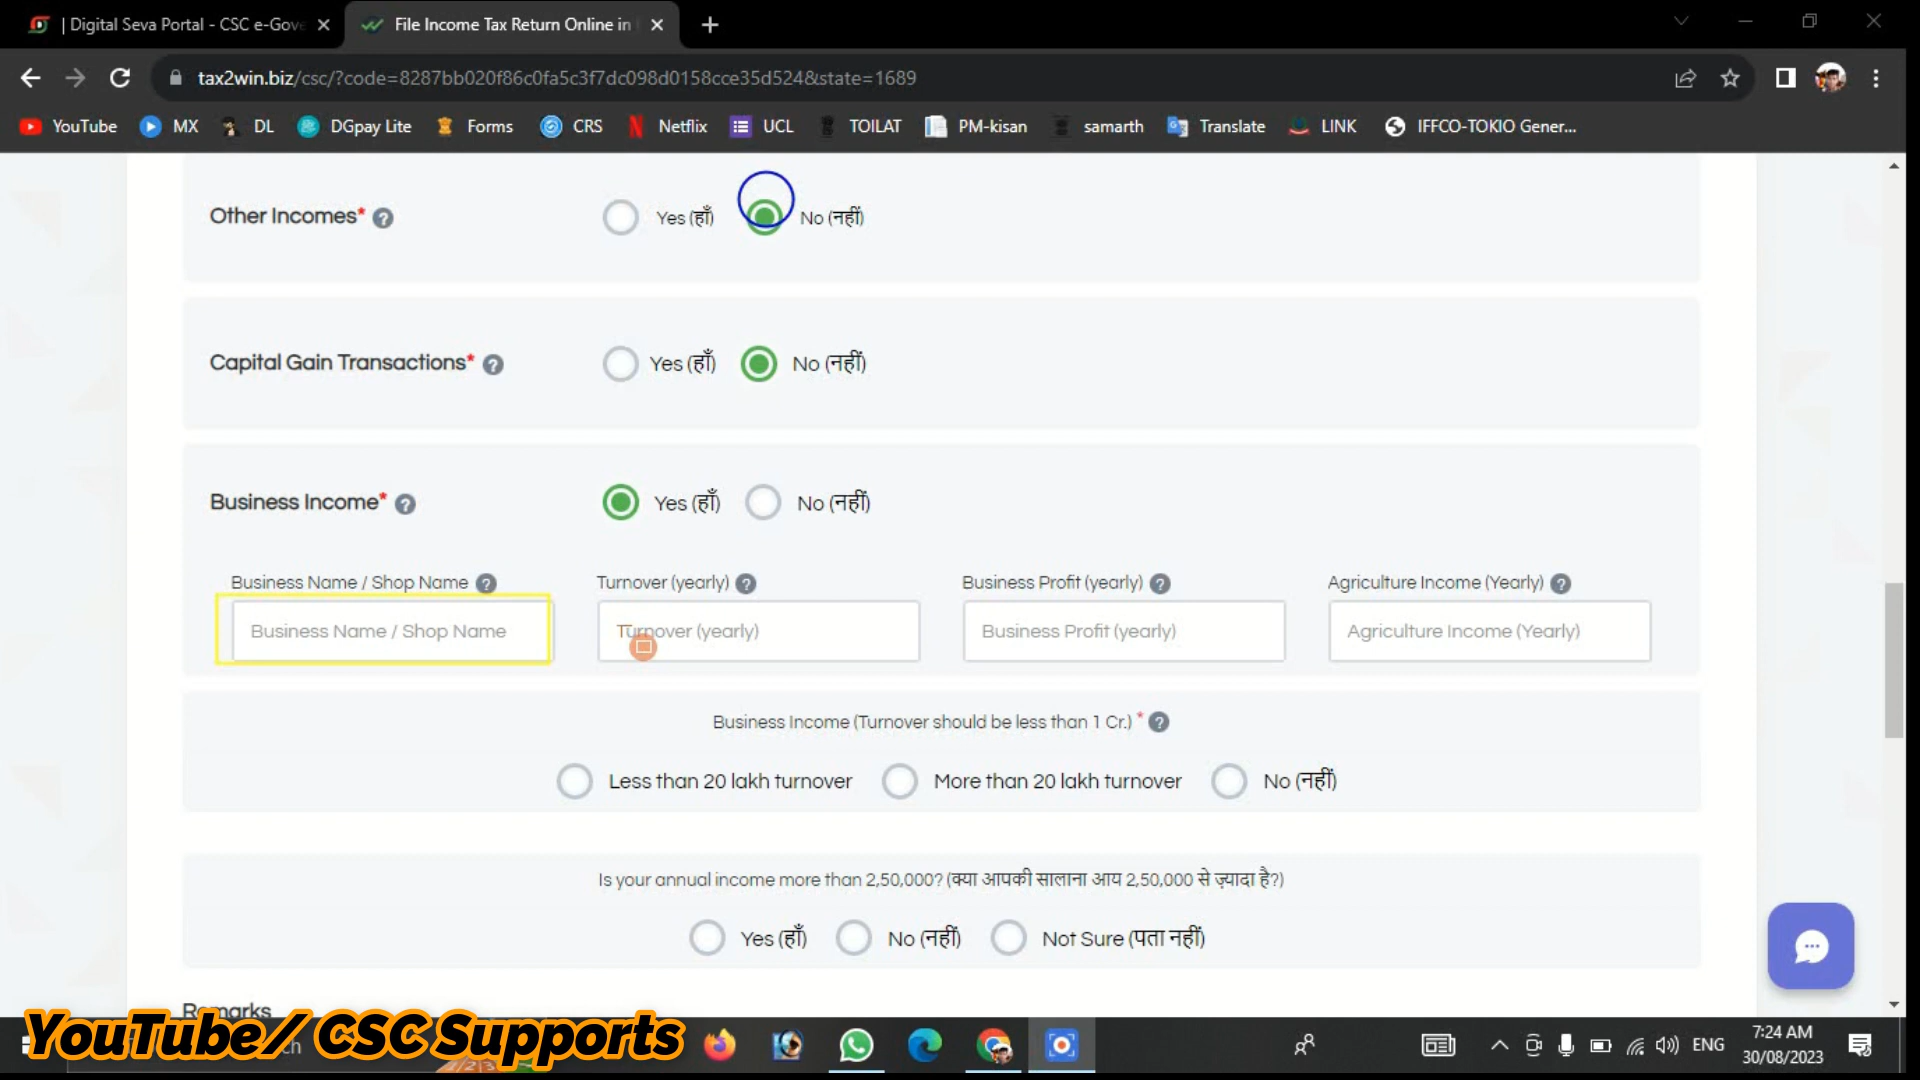 | Digital Seva Portal - CSC e-Gove
File Income Tax Return Online in
tax2win.biz/csc/?code=8287bb020f86c0fa5c3f7dc098d0158cce35d524&state=1689
YouTube MX DL DGpay Lite Forms CRS Netflix UCL TOILAT PM-kisan samarth Translate LINK IFFCO-TOKIO Gener...
Other Incomes* ? Yes (हाँ) No (नहीं)
Capital Gain Transactions* ? Yes (हाँ) No (नहीं)
Business Income* ? Yes (हाँ) No (नहीं)
Business Name / Shop Name ? Turnover (yearly) ? Business Profit (yearly) ? Agriculture Income (Yearly) ?
Business Name / Shop Name Turnover (yearly) Business Profit (yearly) Agriculture Income (Yearly)
Business Income (Turnover should be less than 1 Cr.) * ?
Less than 20 lakh turnover More than 20 lakh turnover No (नहीं)
Is your annual income more than 2,50,000? (क्या आपकी सालाना आय 2,50,000 से ज़्यादा है?)
Yes (हाँ) No (नहीं) Not Sure (पता नहीं)
Remarks
YouTube/ CSC Supports
ENG
7:24 AM
30/08/2023